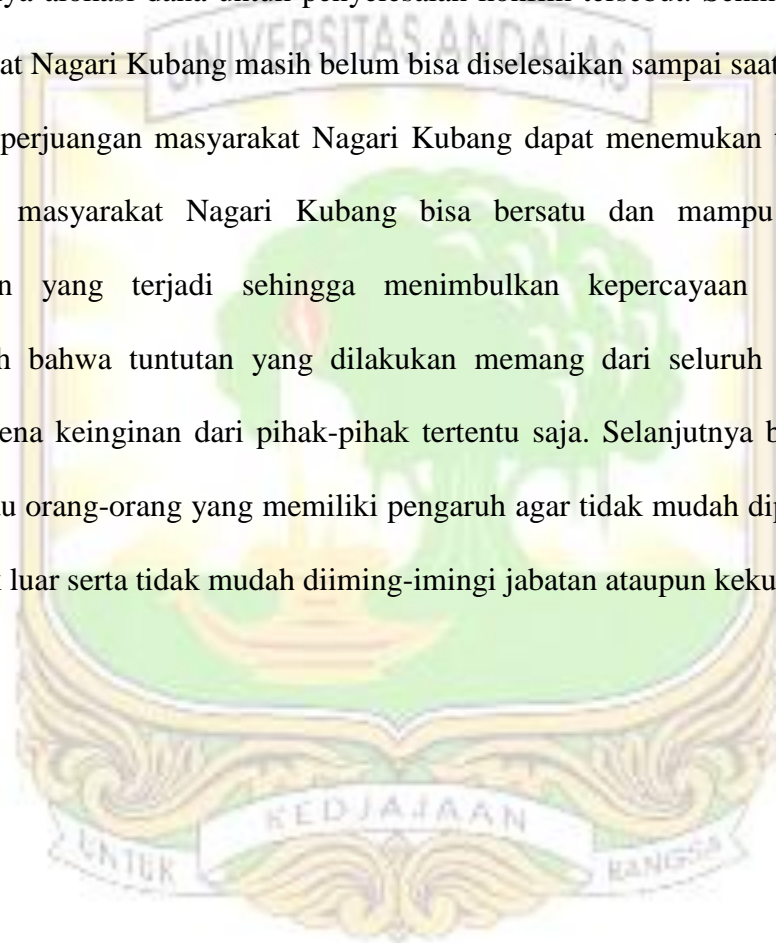 UNIVERSITAS ANDALAS
at Nagari Kubang masih belum bisa diselesaikan sampai saat
perjuangan masyarakat Nagari Kubang dapat menemukan
masyarakat Nagari Kubang bisa bersatu dan mampu
n yang terjadi sehingga menimbulkan kepercayaan
h bahwa tuntutan yang dilakukan memang dari seluruh
ena keinginan dari pihak-pihak tertentu saja. Selanjutnya b
u orang-orang yang memiliki pengaruh agar tidak mudah dip
luar serta tidak mudah diiming-imingi jabatan ataupun keku
KEDJAJAAN
UNTUK BANGSA